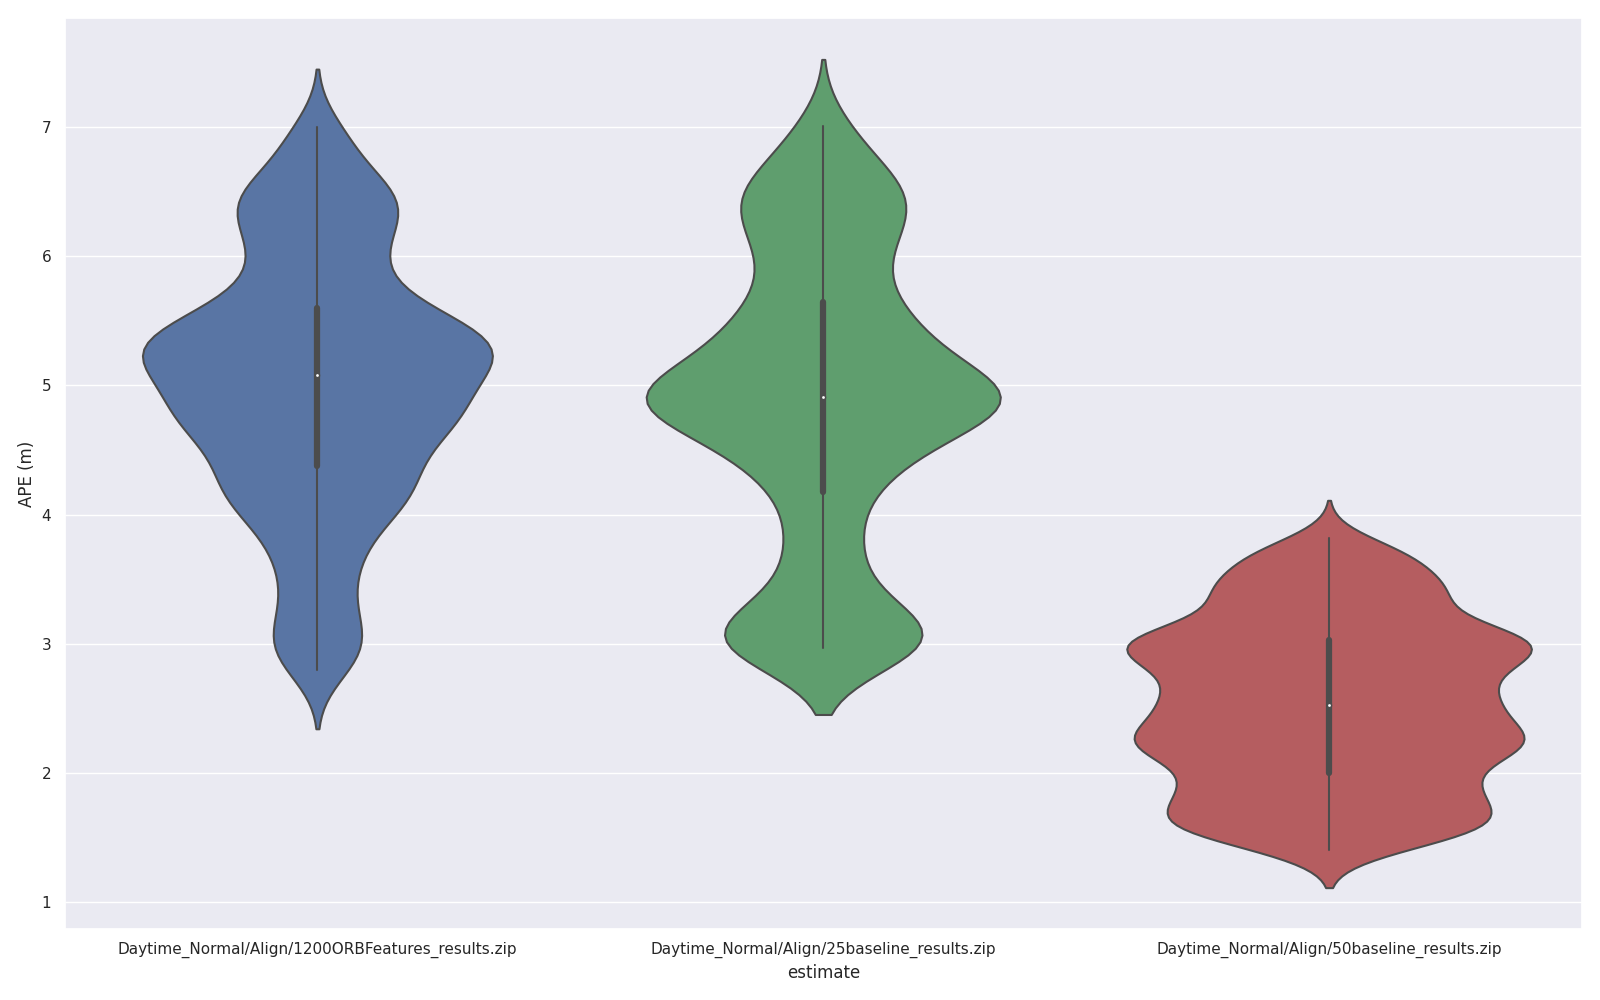 7
6
5
4
3
2
1
APE (m)
Daytime_Normal/Align/1200ORBFeatures_results.zip
Daytime_Normal/Align/25baseline_results.zip
Daytime_Normal/Align/50baseline_results.zip
estimate